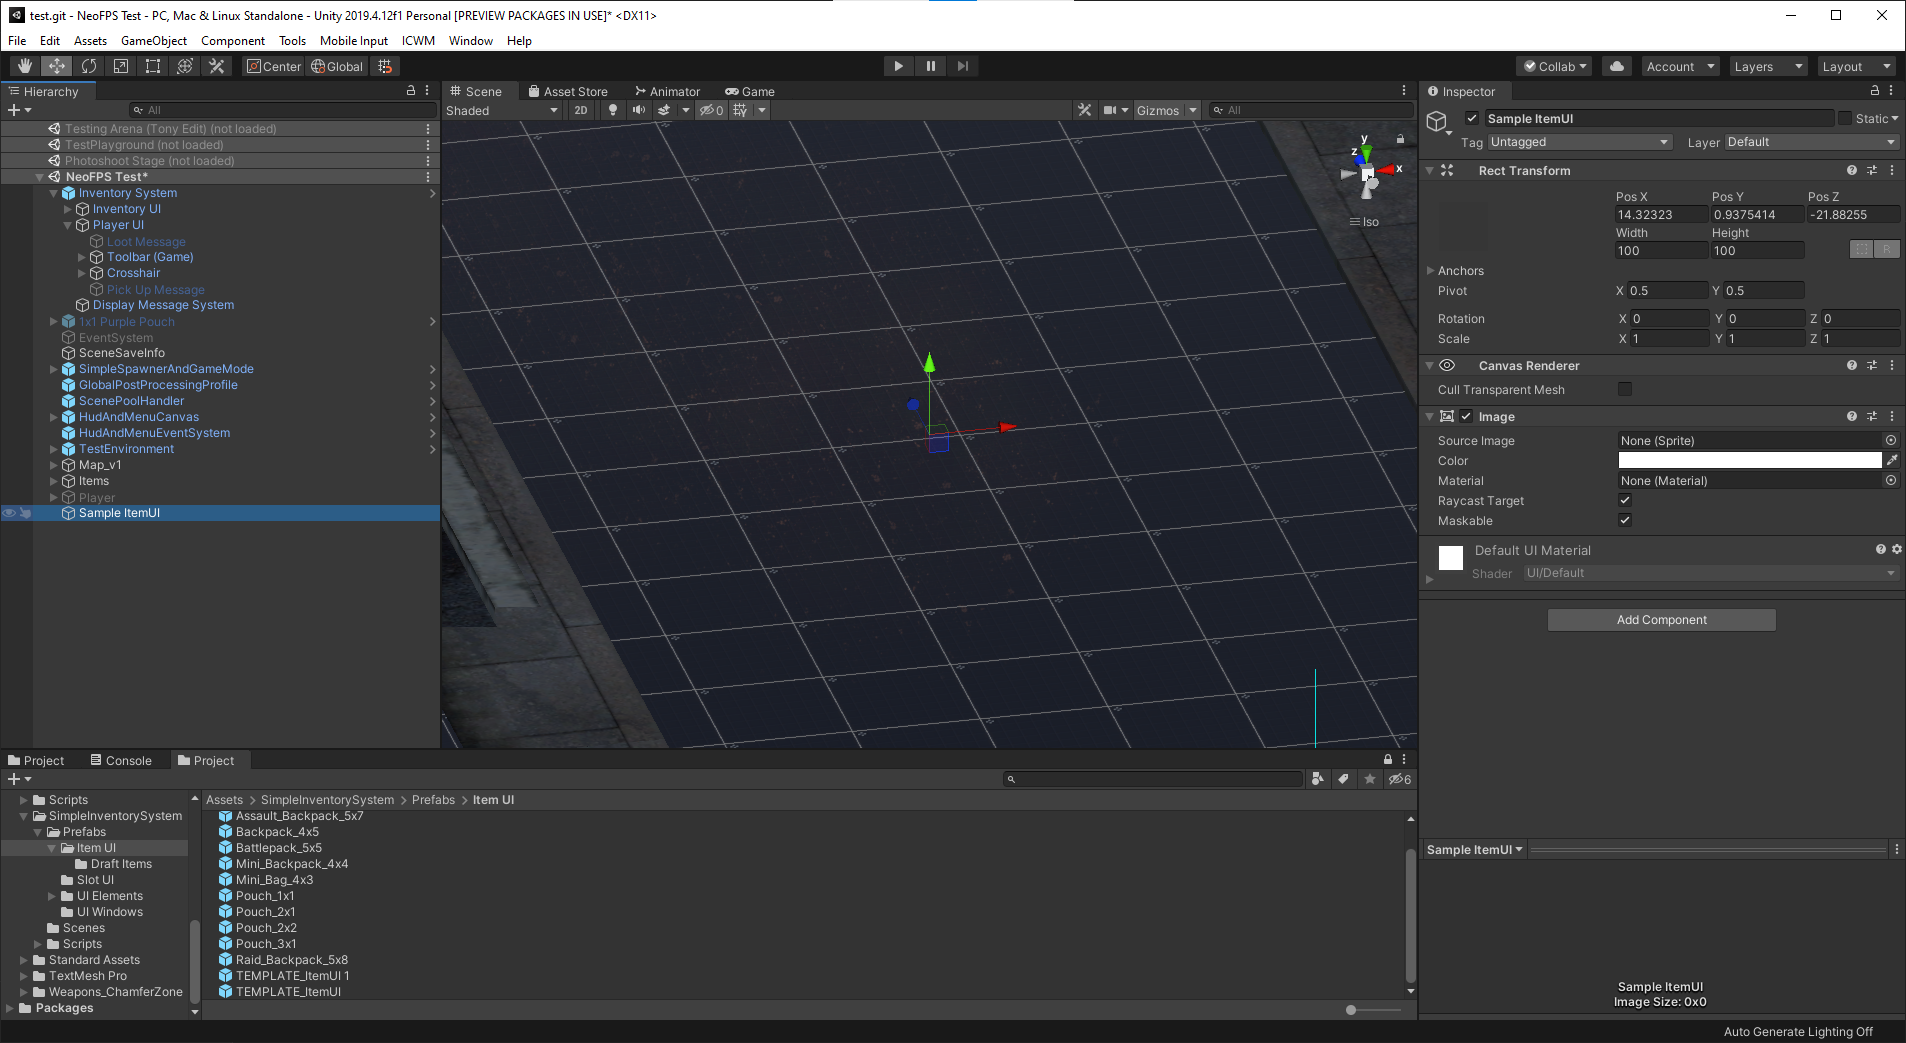 test.git - NeoFPS Test - PC, Mac & Linux Standalone - Unity 2019.4.12f1 Personal [PREVIEW PACKAGES IN USE]* <DX11>
File Edit Assets GameObject Component Tools Mobile Input ICWM Window Help
Center Global Collab Account Layers Layout
Hierarchy
All
Testing Arena (Tony Edit) (not loaded)
TestPlayground (not loaded)
Photoshoot Stage (not loaded)
NeoFPS Test*
Inventory System
Inventory UI
Player UI
Loot Message
Toolbar (Game)
Crosshair
Pick Up Message
Display Message System
1x1 Purple Pouch
EventSystem
SceneSaveInfo
SimpleSpawnerAndGameMode
GlobalPostProcessingProfile
ScenePoolHandler
HudAndMenuCanvas
HudAndMenuEventSystem
TestEnvironment
Map_v1
Items
Player
Sample ItemUI
Scene Asset Store Animator Game
Shaded 2D 0 Gizmos All
y
z
x
Iso
Inspector
Sample ItemUI Static
Tag Untagged Layer Default
Rect Transform
Pos X Pos Y Pos Z
14.32323 0.9375414 -21.88255
Width Height
100 100 R
Anchors
Pivot X 0.5 Y 0.5
Rotation X 0 Y 0 Z 0
Scale X 1 Y 1 Z 1
Canvas Renderer
Cull Transparent Mesh
Image
Source Image None (Sprite)
Color
Material None (Material)
Raycast Target
Maskable
Default UI Material
Shader UI/Default
Add Component
Sample ItemUI
Sample ItemUI
Image Size: 0x0
Project Console Project
6
Scripts
SimpleInventorySystem
Prefabs
Item UI
Draft Items
Slot UI
UI Elements
UI Windows
Scenes
Scripts
Standard Assets
TextMesh Pro
Weapons_ChamferZone
Packages
Assets > SimpleInventorySystem > Prefabs > Item UI
Assault_Backpack_5x7
Backpack_4x5
Battlepack_5x5
Mini_Backpack_4x4
Mini_Bag_4x3
Pouch_1x1
Pouch_2x1
Pouch_2x2
Pouch_3x1
Raid_Backpack_5x8
TEMPLATE_ItemUI 1
TEMPLATE_ItemUI
Auto Generate Lighting Off